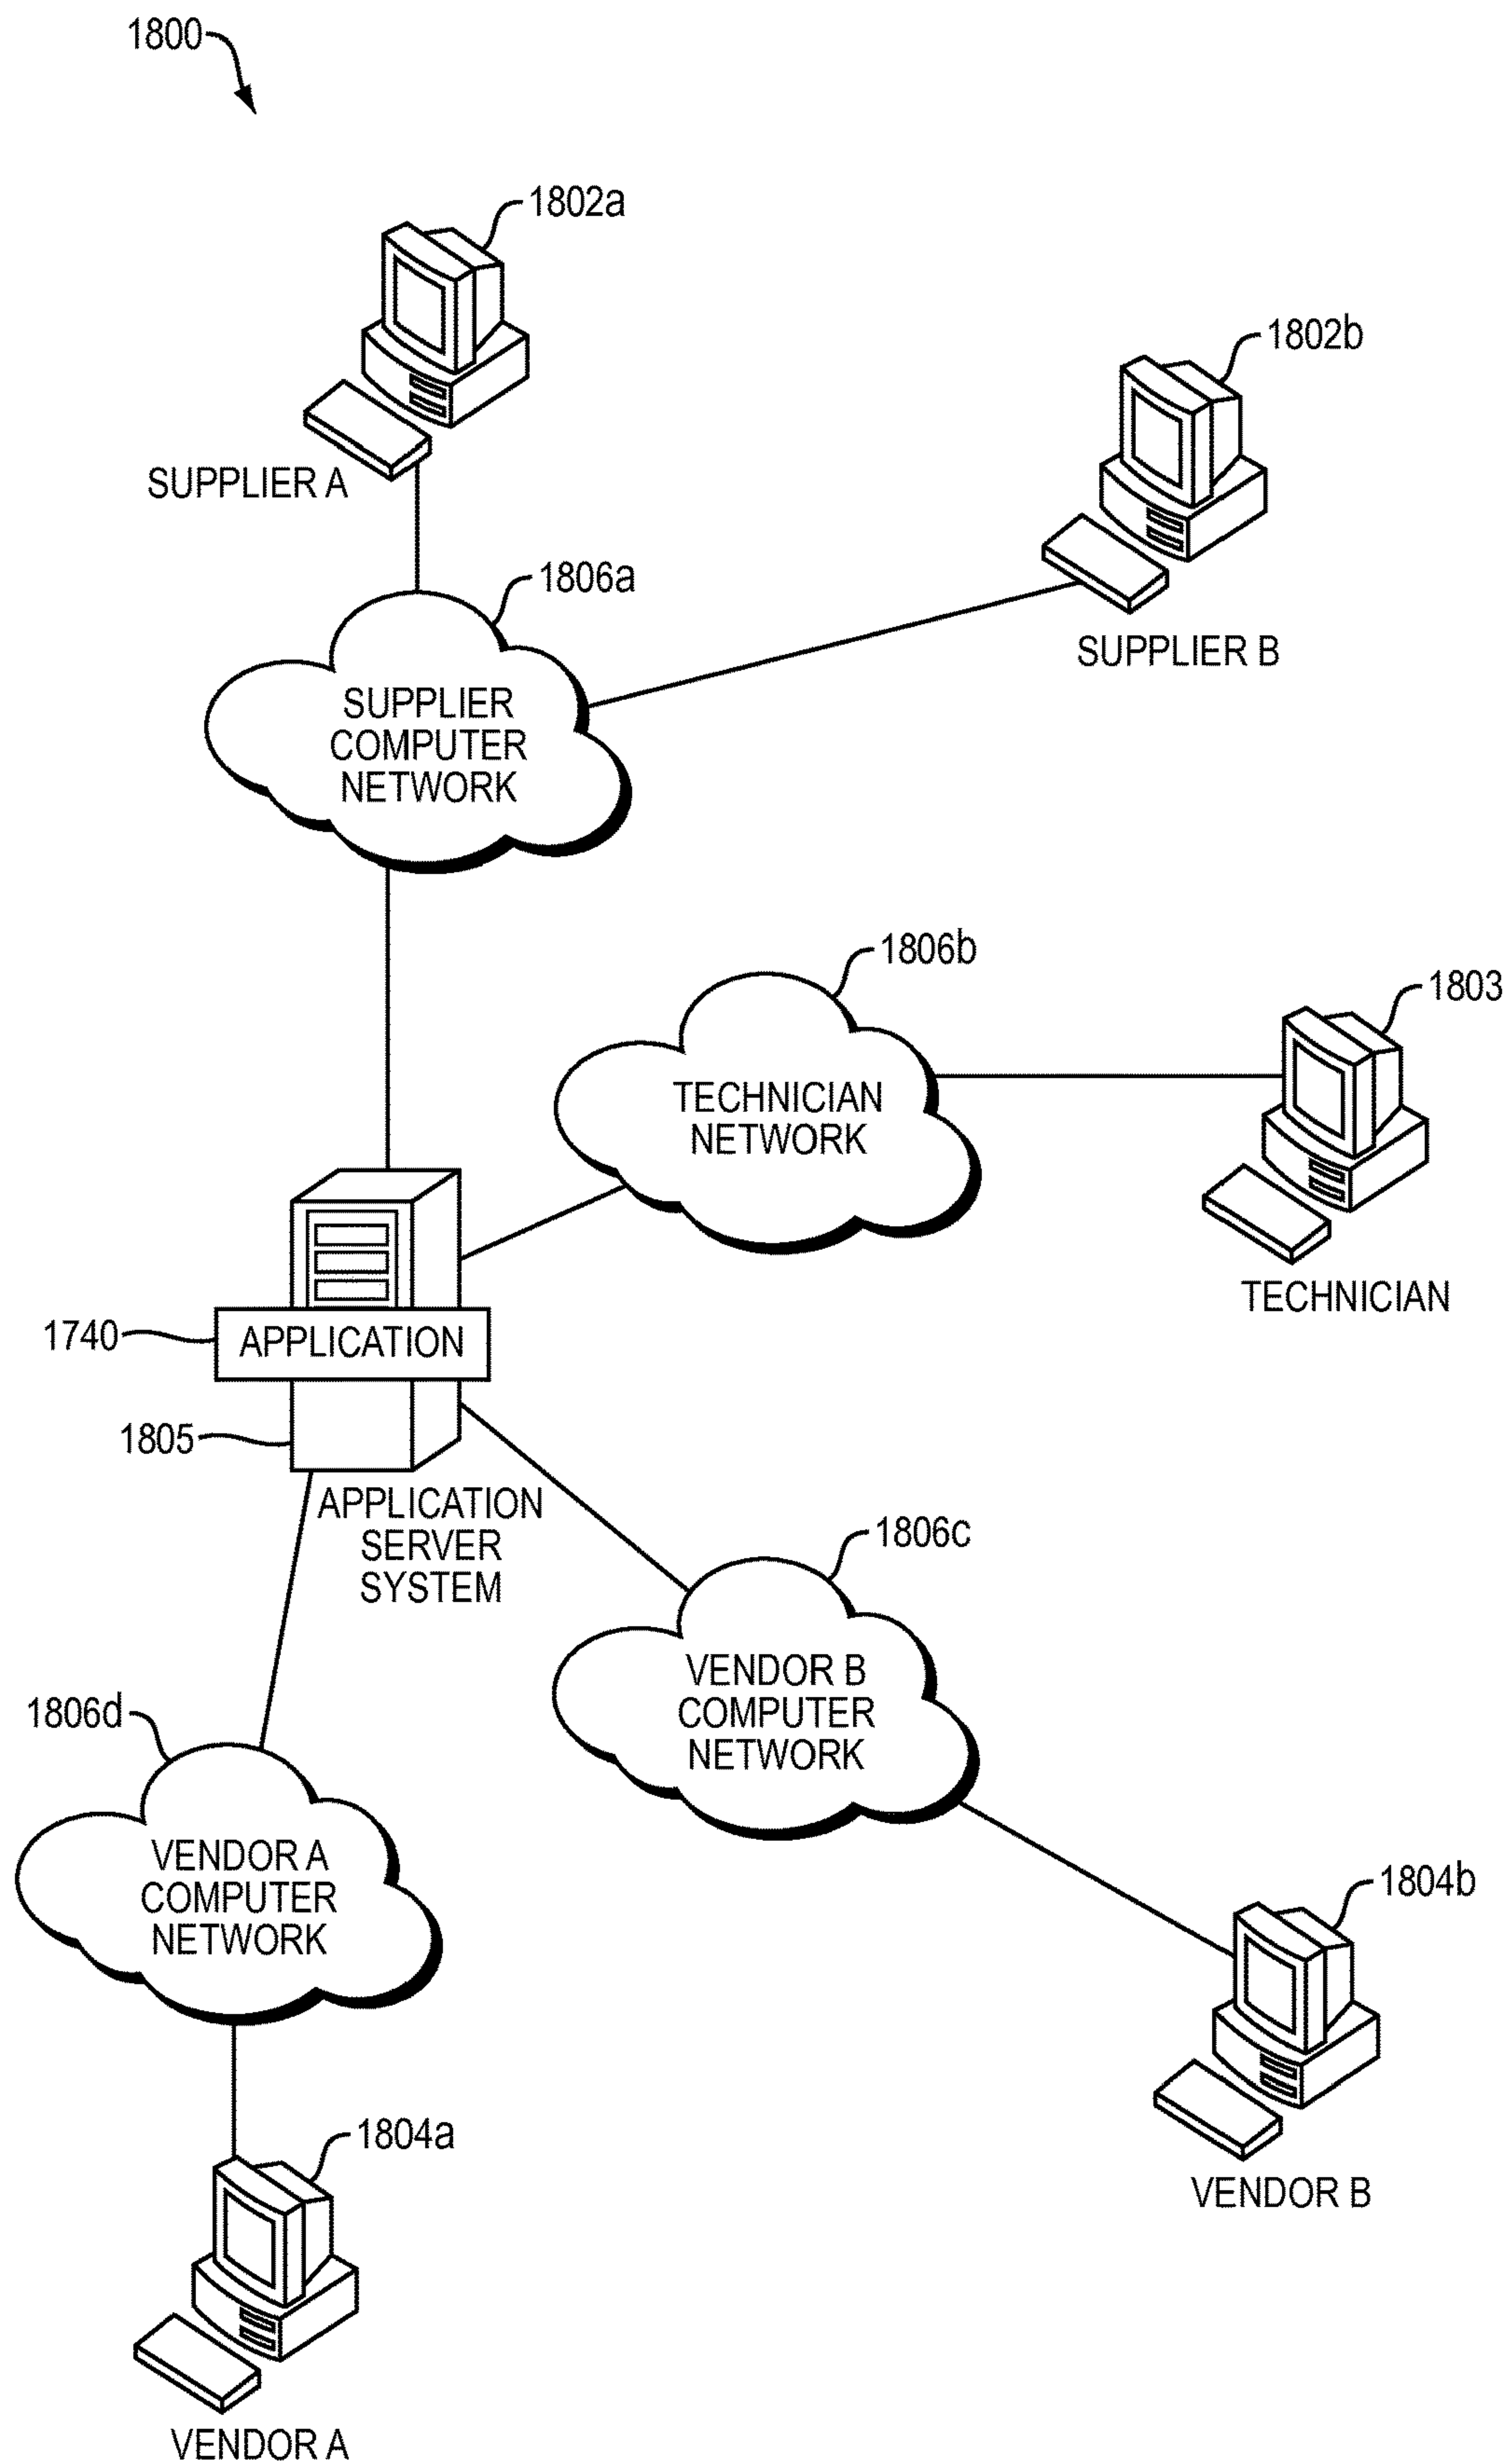 1800
1802a
1802b
SUPPLIER A
1806a
SUPPLIER B
SUPPLIER
COMPUTER
NETWORK
1806b
1803
TECHNICIAN
NETWORK
TECHNICIAN
1740
APPLICATION
1805
APPLICATION
SERVER
SYSTEM
1806c
VENDOR B
COMPUTER
NETWORK
1806d
VENDOR A
COMPUTER
NETWORK
1804b
VENDOR B
1804a
VENDOR A